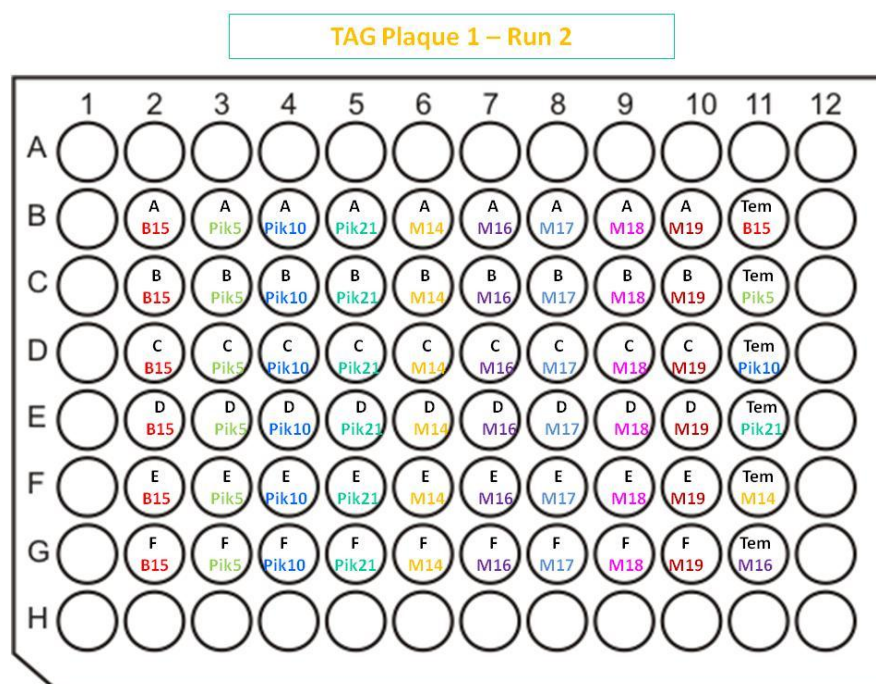 TAG Plaque 1 – Run 2
1 2 3 4 5 6 7 8 9 10 11 12
A
B A A A A A A A A A Tem
B15 Pik5 Pik10 Pik21 M14 M16 M17 M18 M19 B15
C B B B B B B B B B Tem
B15 Pik5 Pik10 Pik21 M14 M16 M17 M18 M19 Pik5
D C C C C C C C C C Tem
B15 Pik5 Pik10 Pik21 M14 M16 M17 M18 M19 Pik10
E D D D D D D D D D Tem
B15 Pik5 Pik10 Pik21 M14 M16 M17 M18 M19 Pik21
F E E E E E E E E E Tem
B15 Pik5 Pik10 Pik21 M14 M16 M17 M18 M19 M14
G F F F F F F F F F Tem
B15 Pik5 Pik10 Pik21 M14 M16 M17 M18 M19 M16
H